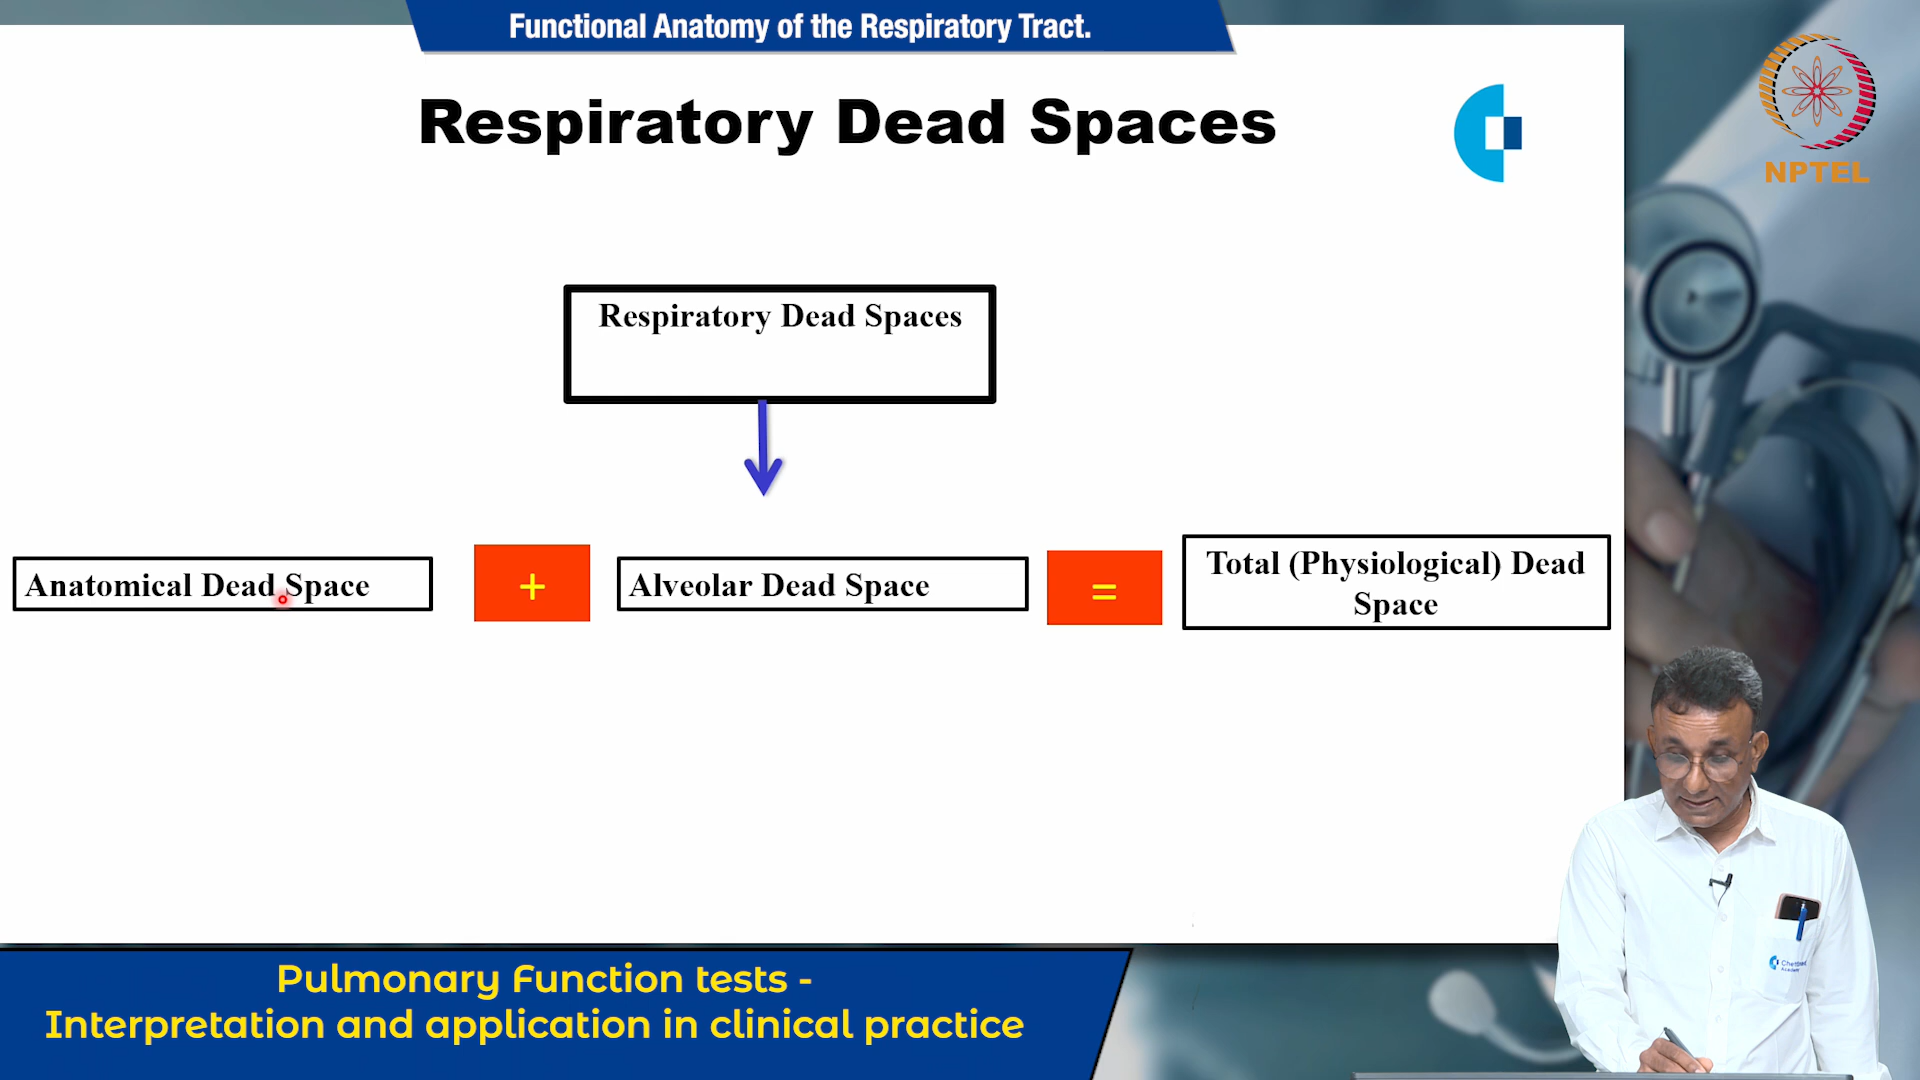 Functional Anatomy of the Respiratory Tract.
Respiratory Dead Spaces
NPTEL
Respiratory Dead Spaces
Anatomical Dead Space
+
Alveolar Dead Space
=
Total (Physiological) Dead
Space
Pulmonary Function tests -
Interpretation and application in clinical practice